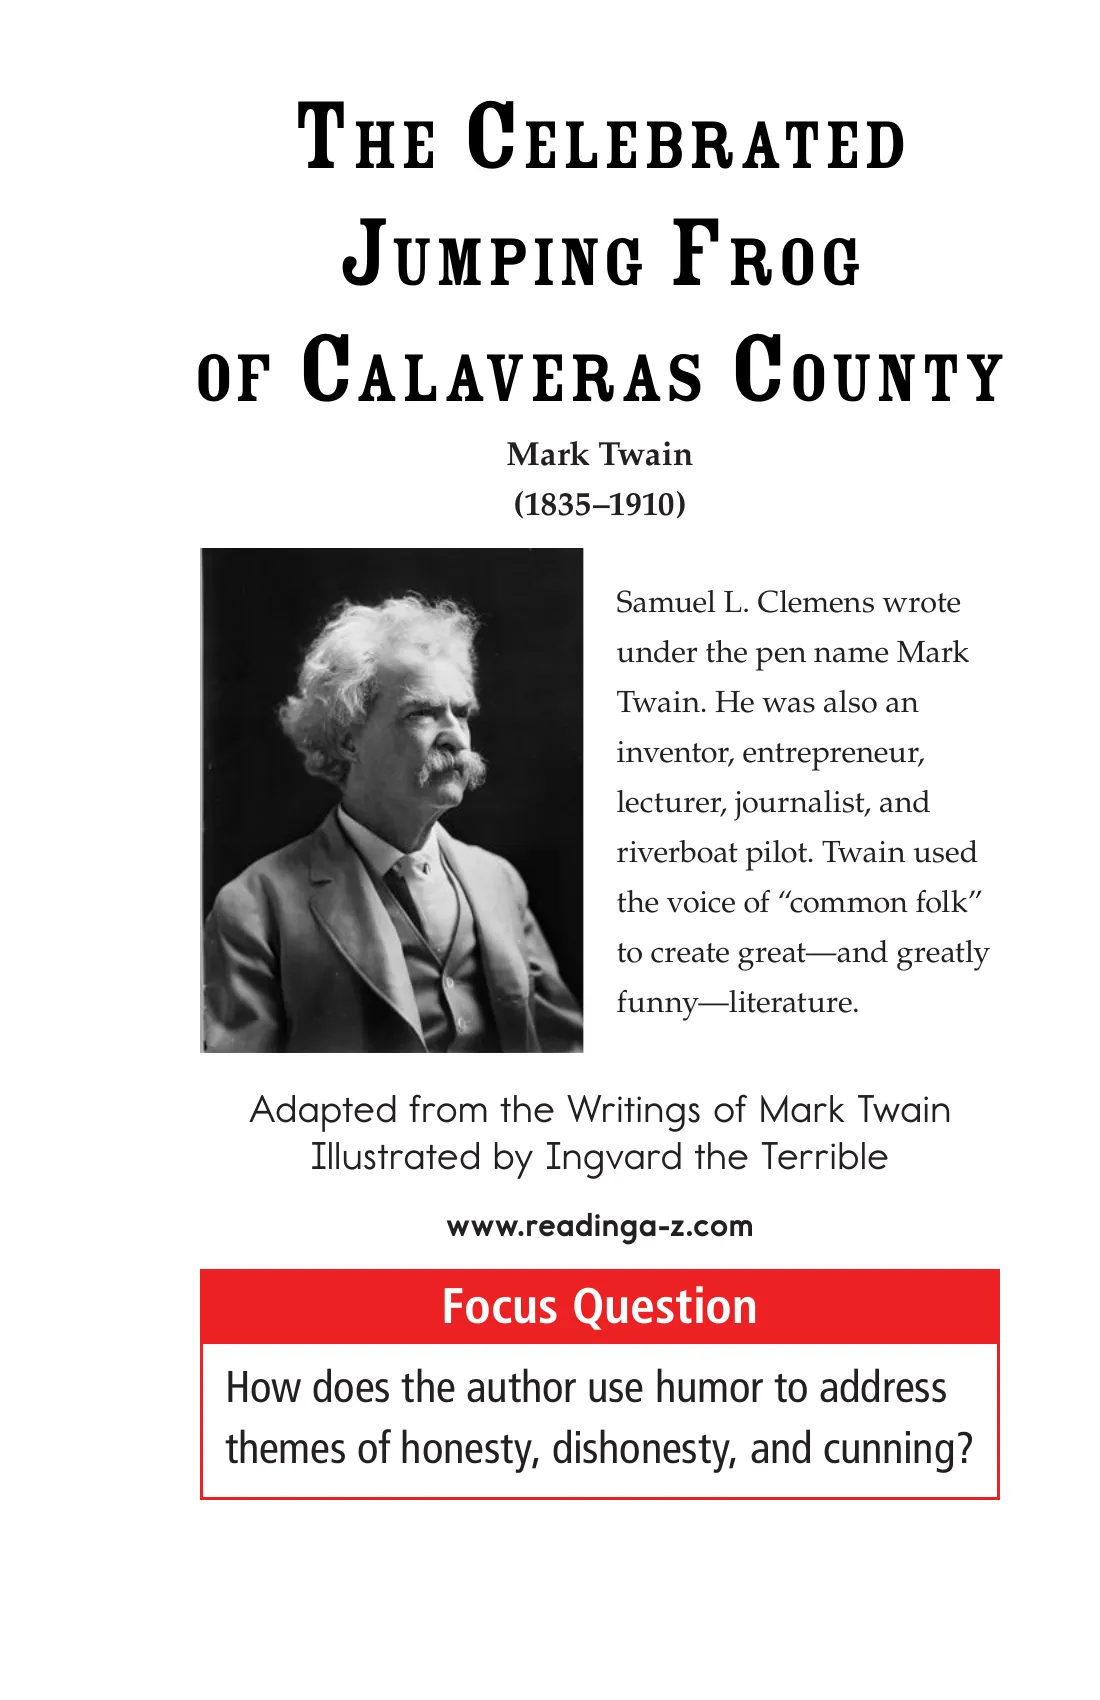 The Celebrated
Jumping Frog
of Calaveras County
Mark Twain
(1835–1910)
Samuel L. Clemens wrote
under the pen name Mark
Twain. He was also an
inventor, entrepreneur,
lecturer, journalist, and
riverboat pilot. Twain used
the voice of “common folk”
to create great—and greatly
funny—literature.
Adapted from the Writings of Mark Twain
Illustrated by Ingvard the Terrible
www.readinga-z.com
Focus Question
How does the author use humor to address
themes of honesty, dishonesty, and cunning?